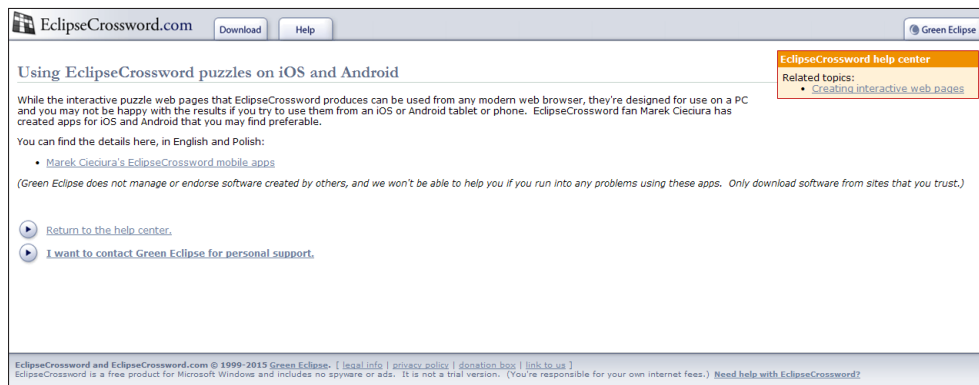 EclipseCrossword.com
Download
Help
Green Eclipse
Using EclipseCrossword puzzles on iOS and Android
EclipseCrossword help center
Related topics:
• Creating interactive web pages
While the interactive puzzle web pages that EclipseCrossword produces can be used from any modern web browser, they're designed for use on a PC
and you may not be happy with the results if you try to use them from an iOS or Android tablet or phone. EclipseCrossword fan Marek Cieciura has
created apps for iOS and Android that you may find preferable.
You can find the details here, in English and Polish:
• Marek Cieciura's EclipseCrossword mobile apps
(Green Eclipse does not manage or endorse software created by others, and we won't be able to help you if you run into any problems using these apps. Only download software from sites that you trust.)
Return to the help center.
I want to contact Green Eclipse for personal support.
EclipseCrossword and EclipseCrossword.com © 1999-2015 Green Eclipse. [ legal info | privacy policy | donation box | link to us ]
EclipseCrossword is a free product for Microsoft Windows and includes no spyware or ads. It is not a trial version. (You're responsible for your own internet fees.) Need help with EclipseCrossword?